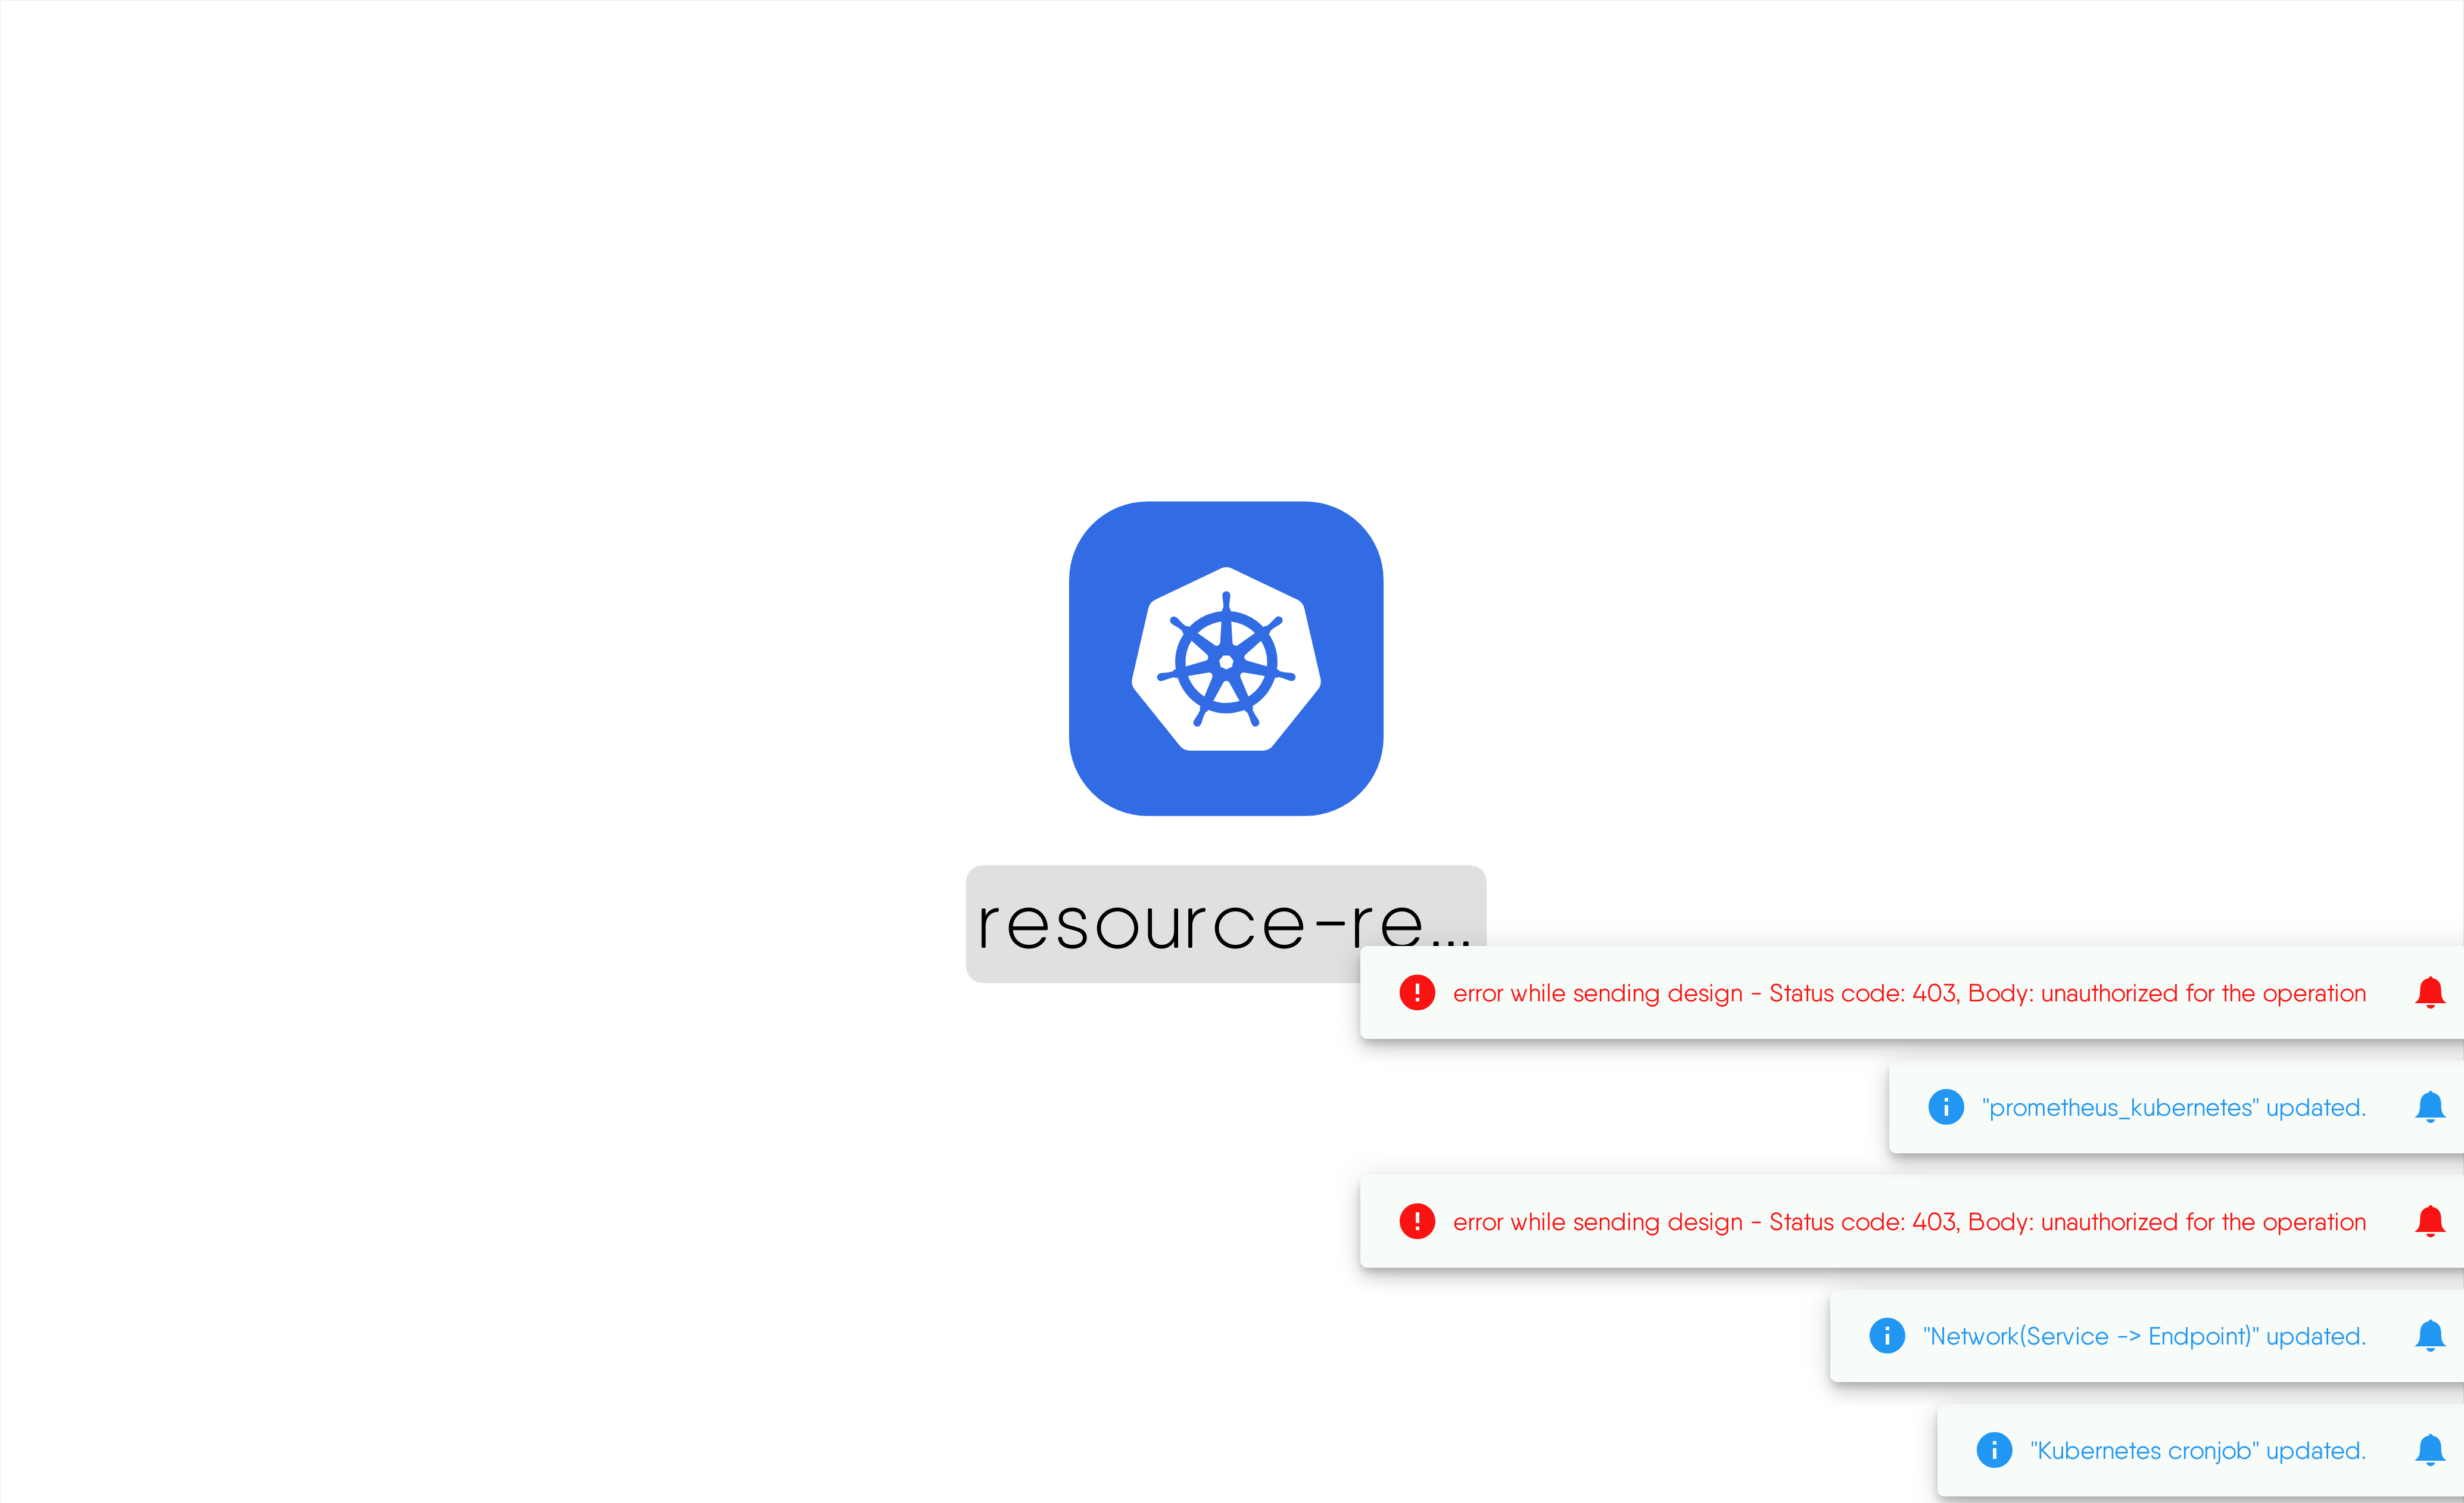 resource-re...
error while sending design - Status code: 403, Body: unauthorized for the operation
"prometheus_kubernetes" updated.
error while sending design - Status code: 403, Body: unauthorized for the operation
"Network(Service -> Endpoint)" updated.
"Kubernetes cronjob" updated.